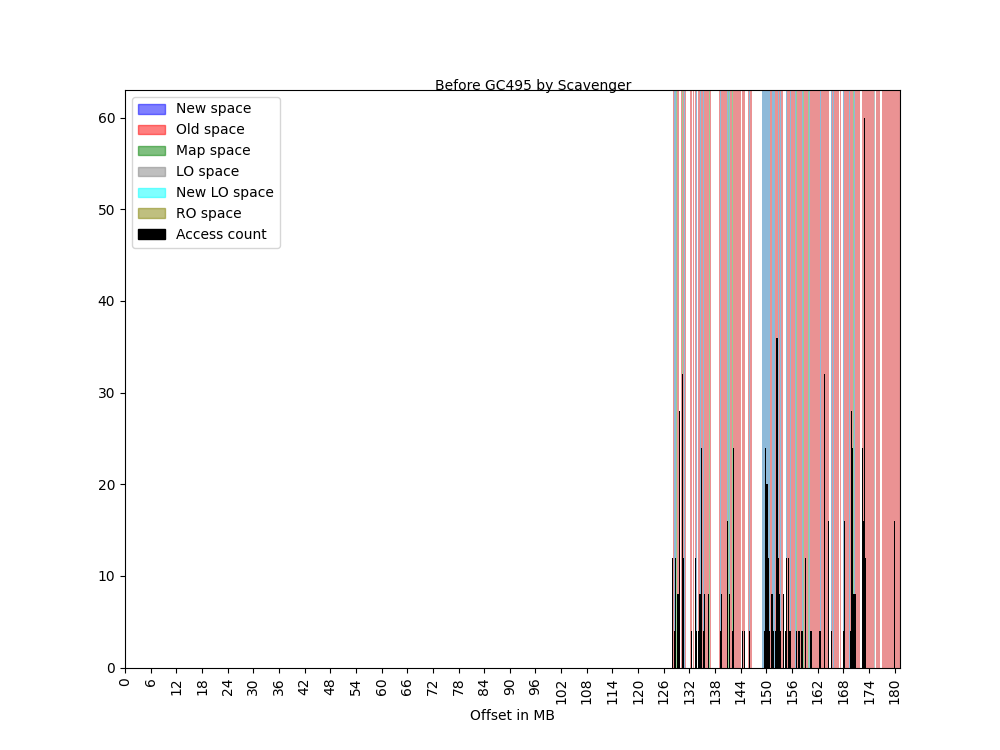 Before GC495 by Scavenger
New space
Old space
Map space
LO space
New LO space
RO space
Access count
60
50
40
30
20
10
0
0 6 12 18 24 30 36 42 48 54 60 66 72 78 84 90 96 102 108 114 120 126 132 138 144 150 156 162 168 174 180
Offset in MB